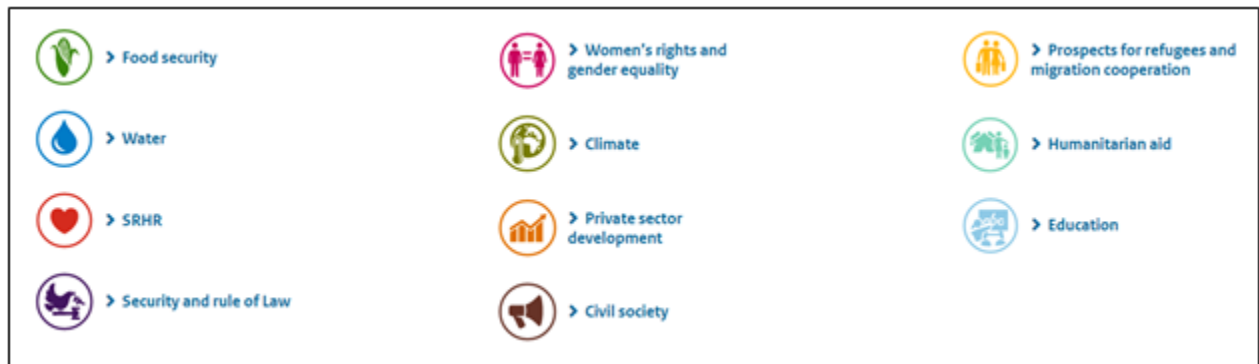 > Food security
> Water
> SRHR
> Security and rule of Law
> Women's rights and
gender equality
> Climate
> Private sector
development
> Civil society
> Prospects for refugees and
migration cooperation
> Humanitarian aid
abc
> Education